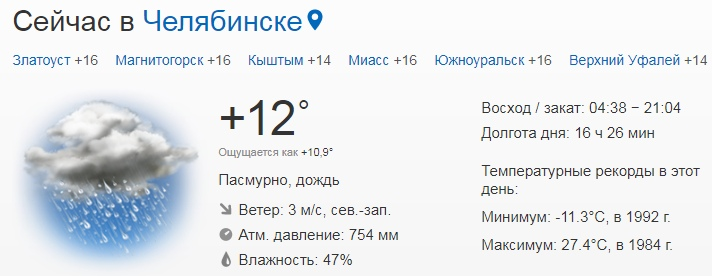 Сейчас в Челябинске
Златоуст +16 Магнитогорск +16 Кыштым +14 Миасс +16 Южноуральск +16 Верхний Уфалей +14
+12°
Ощущается как +10,9°
Пасмурно, дождь
Ветер: 3 м/с, сев.-зап.
Атм. давление: 754 мм
Влажность: 47%
Восход / закат: 04:38 − 21:04
Долгота дня: 16 ч 26 мин
Температурные рекорды в этот
день:
Минимум: -11.3°C, в 1992 г.
Максимум: 27.4°C, в 1984 г.